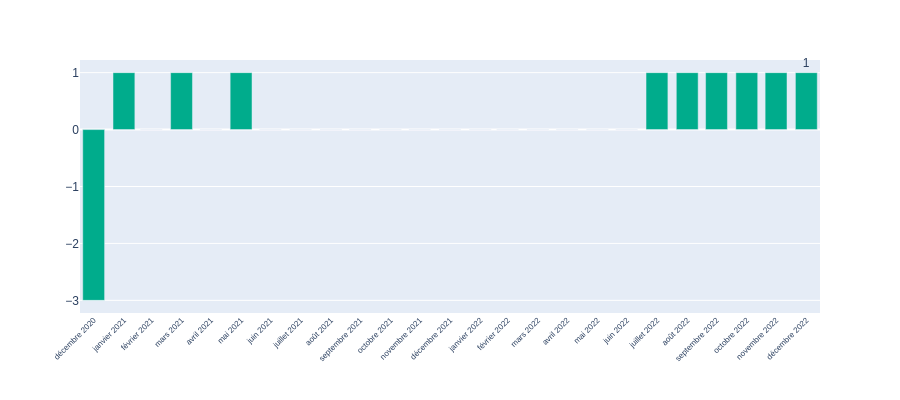 1
1
0
−1
−2
−3
décembre 2020
janvier 2021
février 2021
mars 2021
avril 2021
mai 2021
juin 2021
juillet 2021
août 2021
septembre 2021
octobre 2021
novembre 2021
décembre 2021
janvier 2022
février 2022
mars 2022
avril 2022
mai 2022
juin 2022
juillet 2022
août 2022
septembre 2022
octobre 2022
novembre 2022
décembre 2022